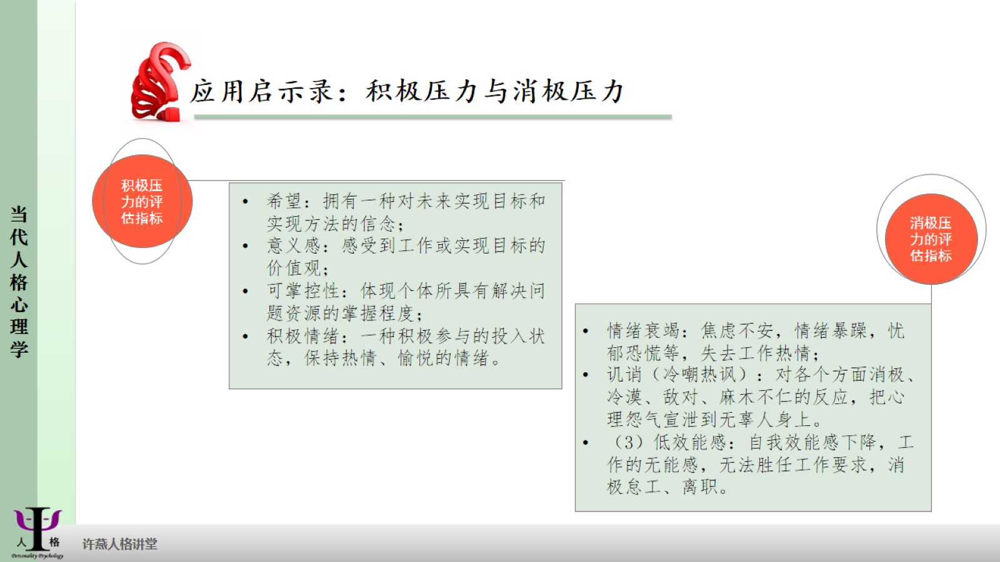 应用启示录：积极压力与消极压力
积极压
力的评
估指标
• 希望：拥有一种对未来实现目标和
实现方法的信念；
• 意义感：感受到工作或实现目标的
价值观；
• 可掌控性：体现个体所具有解决问
题资源的掌握程度；
• 积极情绪：一种积极参与的投入状
态，保持热情、愉悦的情绪。
消极压
力的评
估指标
• 情绪衰竭：焦虑不安，情绪暴躁，忧
郁恐慌等，失去工作热情；
• 讥诮（冷嘲热讽）：对各个方面消极、
冷漠、敌对、麻木不仁的反应，把心
理怨气宣泄到无辜人身上。
• （3）低效能感：自我效能感下降，工
作的无能感，无法胜任工作要求，消
极怠工、离职。
当代人格心理学
人 格
Personality Psychology
许燕人格讲堂